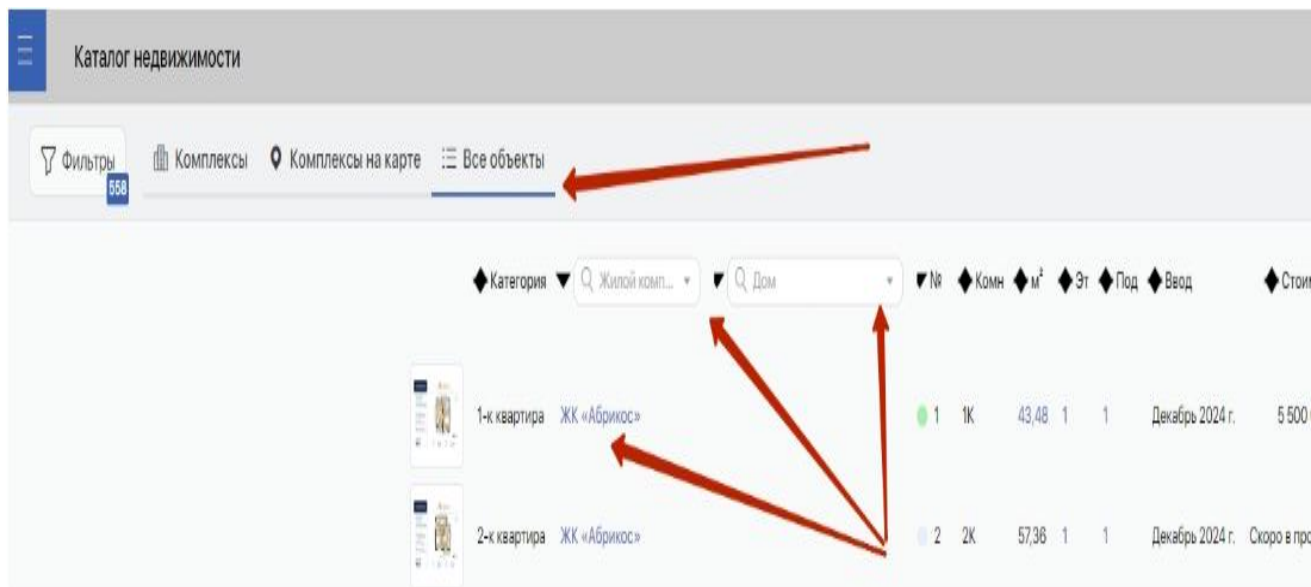 Каталог недвижимости
Фильтры 558 Комплексы Комплексы на карте Все объекты
Категория Жилой комп... Дом № Комн м² Эт Под Ввод Стоим
1-к квартира ЖК «Абрикос» 1 1К 43,48 1 1 Декабрь 2024 г. 5 500
2-к квартира ЖК «Абрикос» 2 2К 57,36 1 1 Декабрь 2024 г. Скоро в про